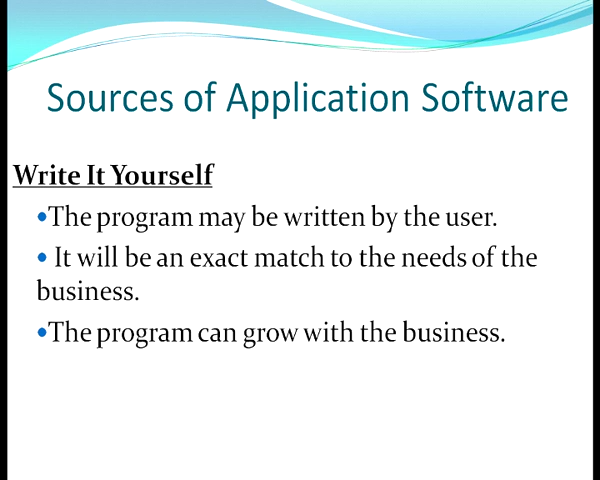 Sources of Application Software
Write It Yourself
•The program may be written by the user.
• It will be an exact match to the needs of the
business.
•The program can grow with the business.